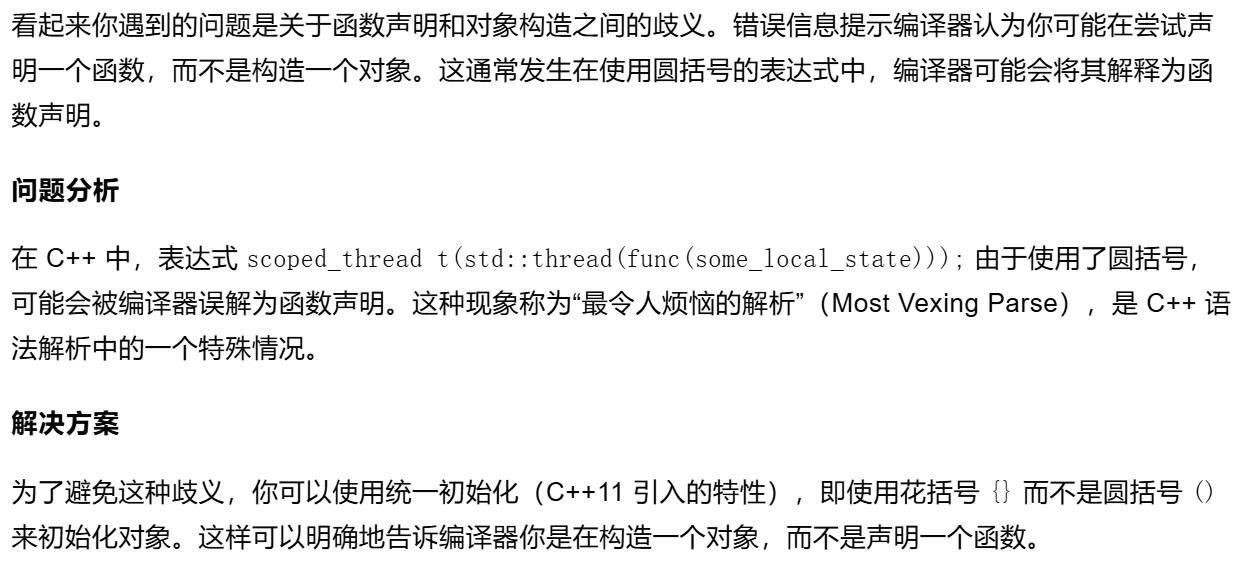 看起来你遇到的问题是关于函数声明和对象构造之间的歧义。错误信息提示编译器认为你可能在尝试声
明一个函数，而不是构造一个对象。这通常发生在使用圆括号的表达式中，编译器可能会将其解释为函
数声明。
问题分析
在 C++ 中，表达式 scoped_thread t(std::thread(func(some_local_state))); 由于使用了圆括号，
可能会被编译器误解为函数声明。这种现象称为“最令人烦恼的解析”（Most Vexing Parse），是 C++ 语
法解析中的一个特殊情况。
解决方案
为了避免这种歧义，你可以使用统一初始化（C++11 引入的特性），即使用花括号 {} 而不是圆括号 ()
来初始化对象。这样可以明确地告诉编译器你是在构造一个对象，而不是声明一个函数。